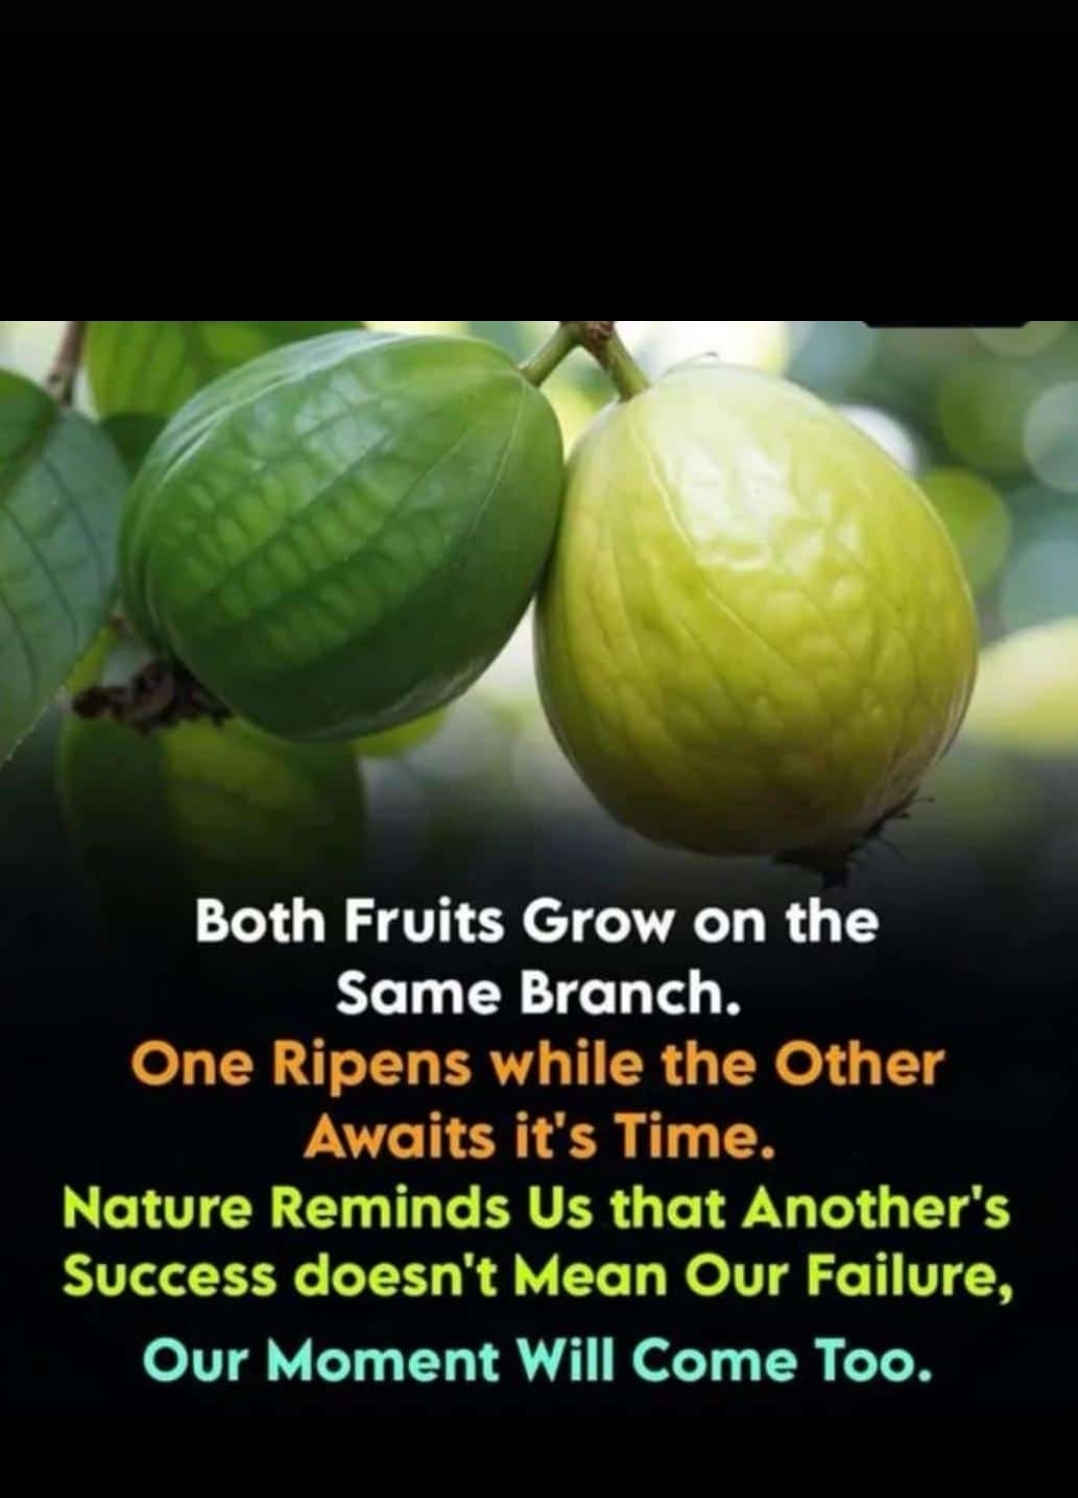 Both Fruits Grow on the
Same Branch.
One Ripens while the Other
Awaits it's Time.
Nature Reminds Us that Another's
Success doesn't Mean Our Failure,
Our Moment Will Come Too.